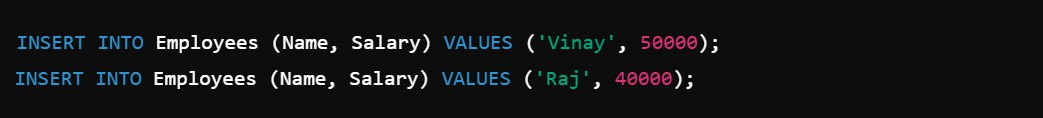 INSERT INTO Employees (Name, Salary) VALUES ('Vinay', 50000);
INSERT INTO Employees (Name, Salary) VALUES ('Raj', 40000);